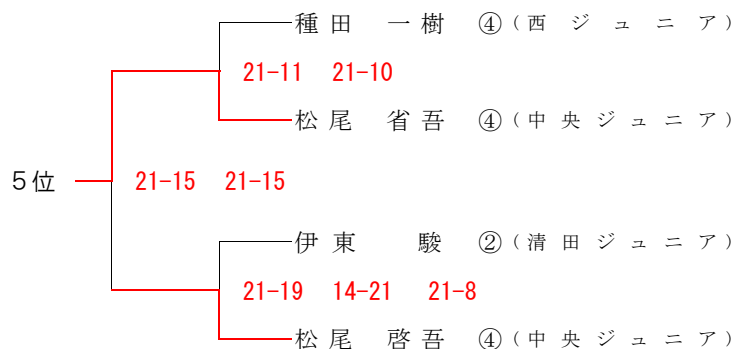 種田 一樹 ④(西ジュニア)
21-11 21-10
松尾 省吾 ④(中央ジュニア)
5位 21-15 21-15
伊東 駿 ②(清田ジュニア)
21-19 14-21 21-8
松尾 啓吾 ④(中央ジュニア)